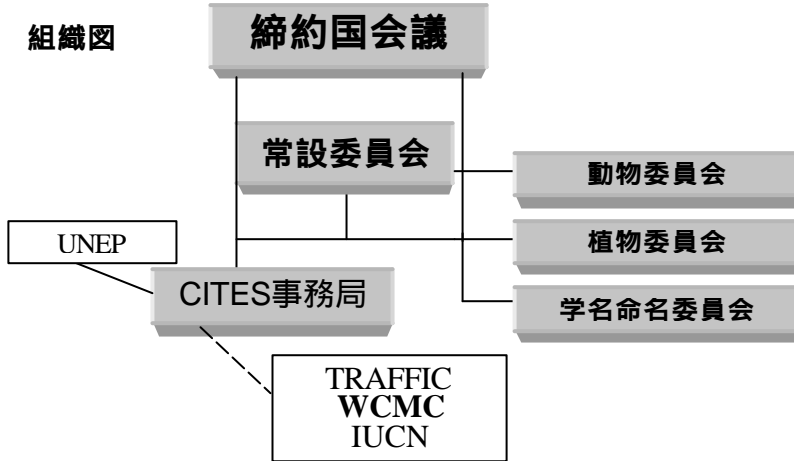 組織図
締約国会議
常設委員会
動物委員会
植物委員会
UNEP
CITES事務局
学名命名委員会
TRAFFIC
WCMC
IUCN